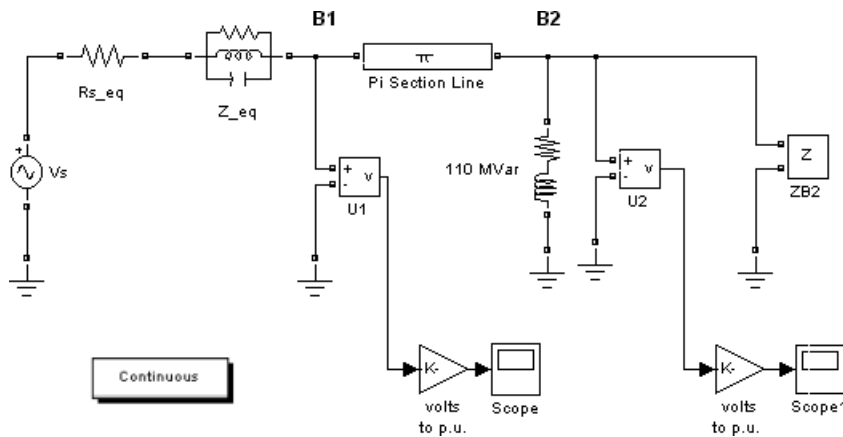 B1
B2
π
Pi Section Line
Rs_eq
Z_eq
+
Vs
+
-
v
U1
110 MVar
+
-
v
U2
Z
ZB2
Continuous
K-
volts
to p.u.
Scope
K-
volts
to p.u.
Scope1